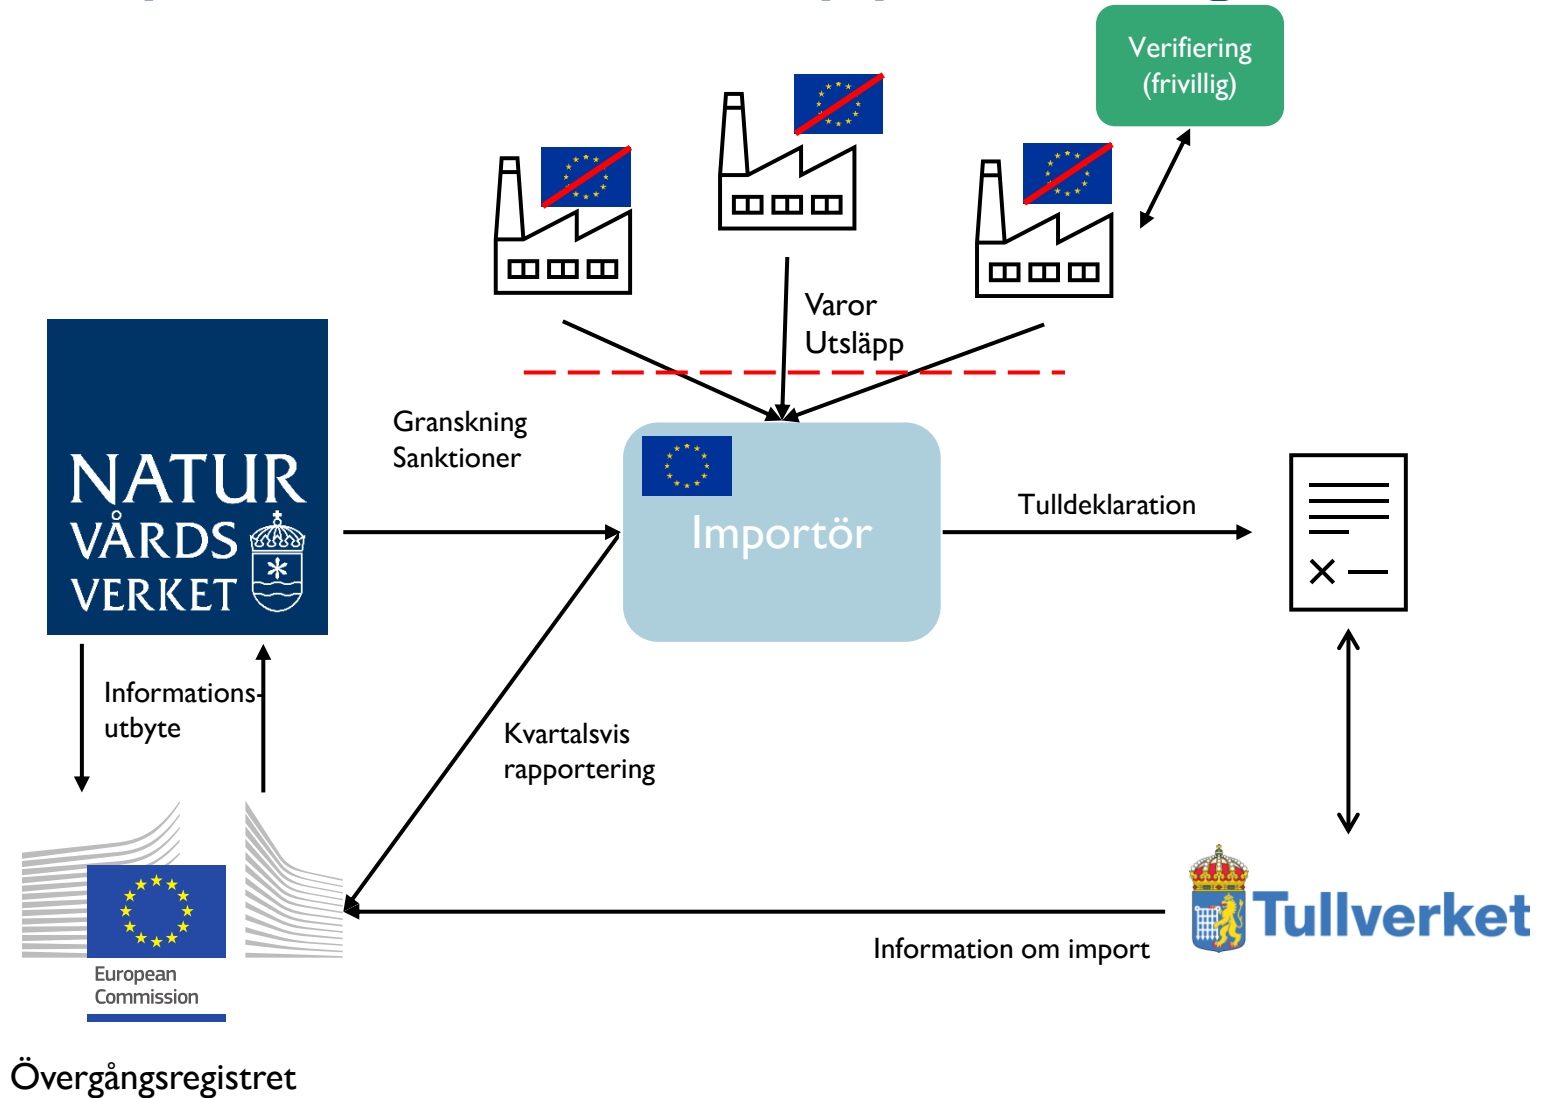 Verifiering
(frivillig)
Varor
Utsläpp
Granskning
Sanktioner
NATUR
VÅRDS
VERKET
Importör
Tulldeklaration
Informations-
utbyte
Kvartalsvis
rapportering
Tullverket
Information om import
European
Commission
Övergångsregistret